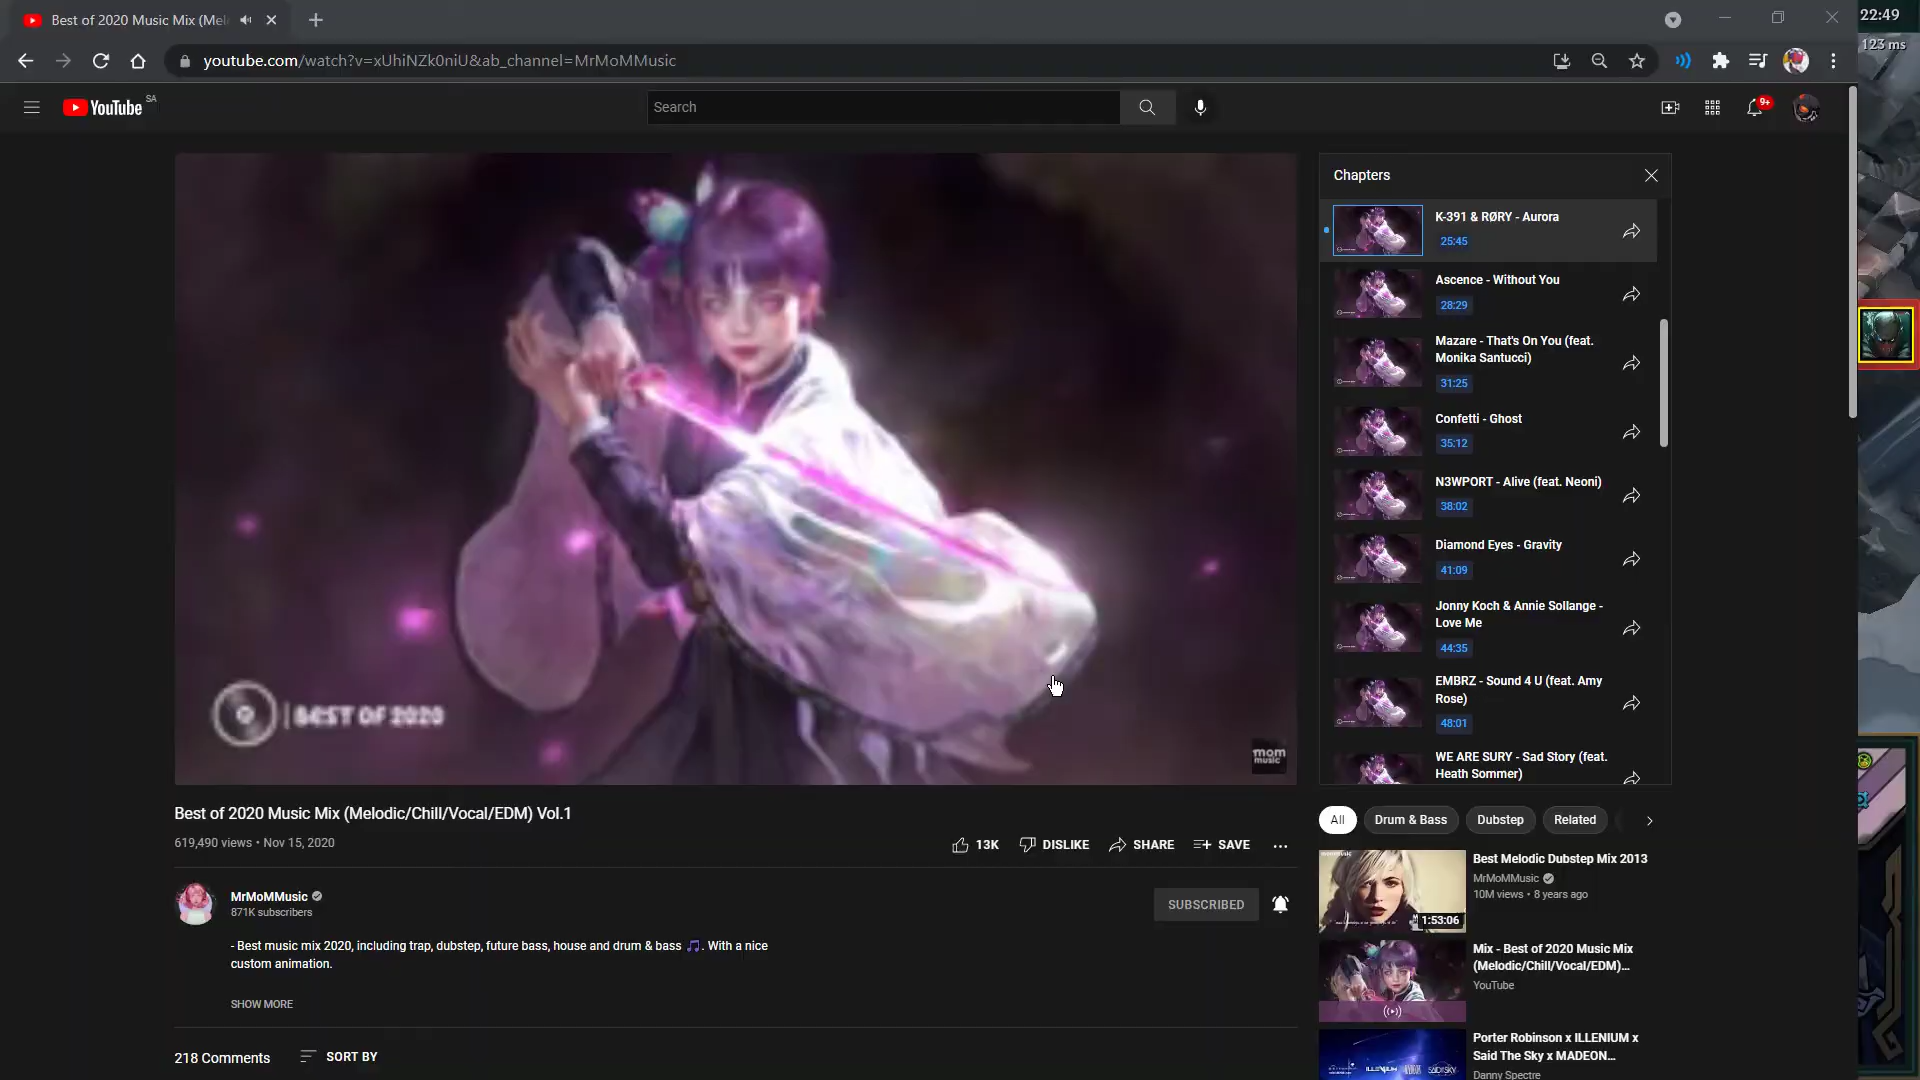 Best of 2020 Music Mix (Mel
22:49
123 ms
youtube.com/watch?v=xUhiNZk0niU&ab_channel=MrMoMMusic
YouTube SA
Search
9+
Chapters
K-391 & RØRY - Aurora
25:45
Ascence - Without You
28:29
Mazare - That's On You (feat.
Monika Santucci)
31:25
Confetti - Ghost
35:12
N3WPORT - Alive (feat. Neoni)
38:02
Diamond Eyes - Gravity
41:09
Jonny Koch & Annie Sollange -
Love Me
44:35
EMBRZ - Sound 4 U (feat. Amy
Rose)
48:01
WE ARE SURY - Sad Story (feat.
Heath Sommer)
BEST OF 2020
mom
music
Best of 2020 Music Mix (Melodic/Chill/Vocal/EDM) Vol.1
619,490 views • Nov 15, 2020
13K
DISLIKE
SHARE
SAVE
MrMoMMusic
871K subscribers
SUBSCRIBED
- Best music mix 2020, including trap, dubstep, future bass, house and drum & bass 🎵. With a nice
custom animation.
SHOW MORE
218 Comments
SORT BY
All
Drum & Bass
Dubstep
Related
Best Melodic Dubstep Mix 2013
MrMoMMusic
10M views • 8 years ago
1:53:06
Mix - Best of 2020 Music Mix
(Melodic/Chill/Vocal/EDM)...
YouTube
Porter Robinson x ILLENIUM x
Said The Sky x MADEON...
Danny Spectre